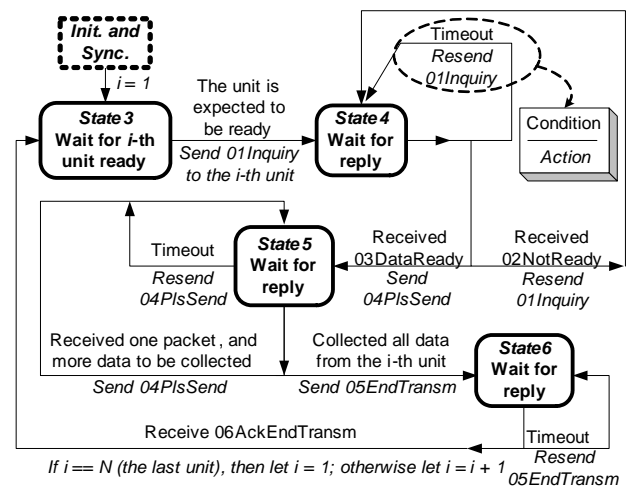 Init. and
Sync.
i = 1
State 3
Wait for i-th
unit ready
The unit is
expected to
be ready
Send 01Inquiry
to the i-th unit
State 4
Wait for
reply
Timeout
Resend
01Inquiry
Condition
Action
State 5
Wait for
reply
Timeout
Resend
04PlsSend
Received
03DataReady
Send
04PlsSend
Received
02NotReady
Resend
01Inquiry
Received one packet, and
more data to be collected
Send 04PlsSend
Collected all data
from the i-th unit
Send 05EndTransm
State6
Wait for
reply
Receive 06AckEndTransm
If i == N (the last unit), then let i = 1; otherwise let i = i + 1
Timeout
Resend
05EndTransm